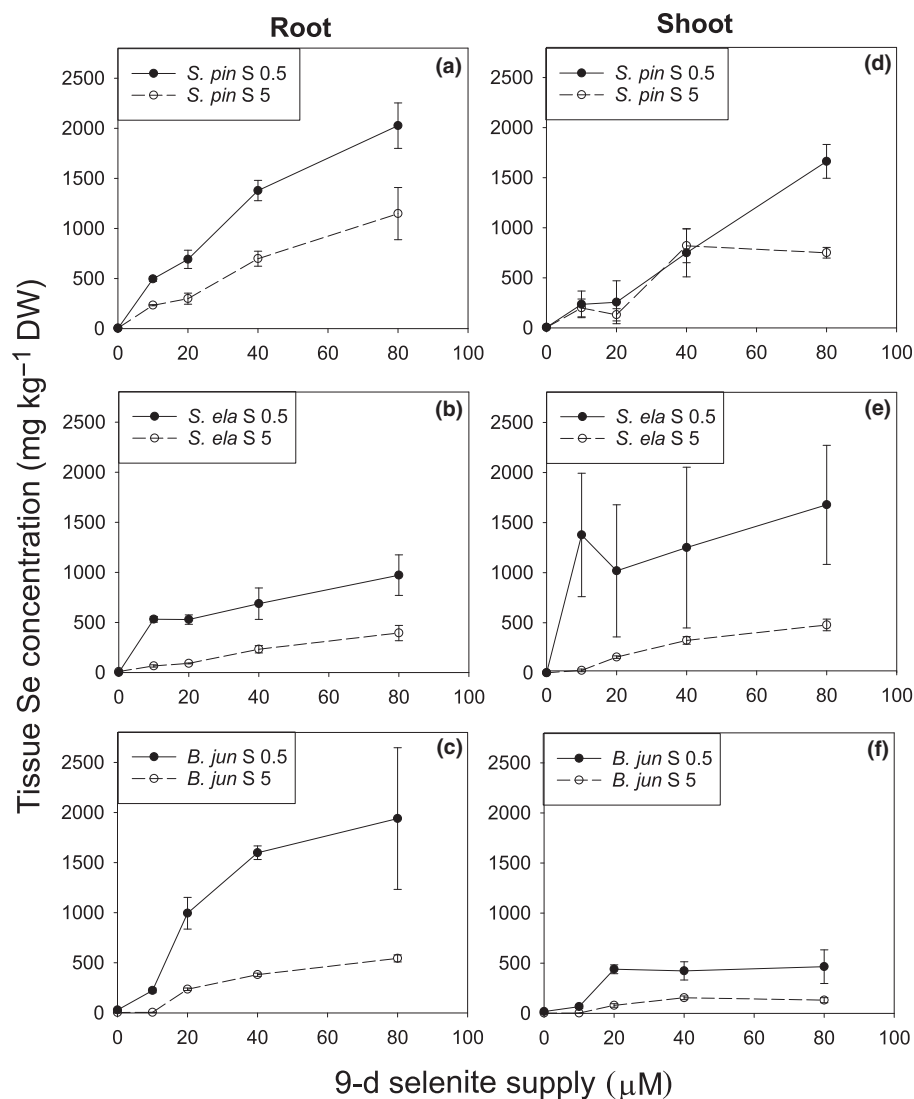 Root
Shoot
Tissue Se concentration (mg kg⁻¹ DW)
(a)
S. pin S 0.5
S. pin S 5
2500
2000
1500
1000
500
0
0 20 40 60 80 100
(d)
S. pin S 0.5
S. pin S 5
2500
2000
1500
1000
500
0
0 20 40 60 80 100
(b)
S. ela S 0.5
S. ela S 5
2500
2000
1500
1000
500
0
0 20 40 60 80 100
(e)
S. ela S 0.5
S. ela S 5
2500
2000
1500
1000
500
0
0 20 40 60 80 100
(c)
B. jun S 0.5
B. jun S 5
2500
2000
1500
1000
500
0
0 20 40 60 80 100
(f)
B. jun S 0.5
B. jun S 5
2500
2000
1500
1000
500
0
0 20 40 60 80 100
9-d selenite supply (μM)